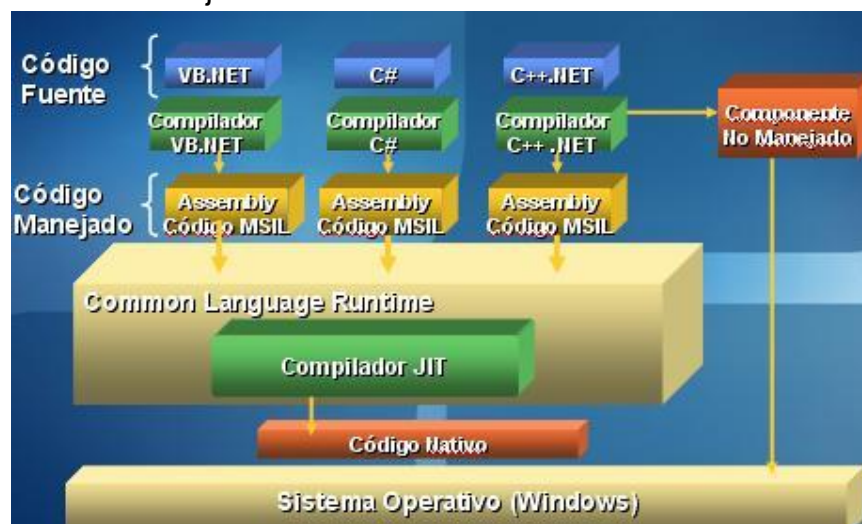 Código
Fuente
VB.NET
C#
C++.NET
Compilador
VB.NET
Compilador
C#
Compilador
C++ .NET
Componente
No Manejado
Código
Manejado
Assembly
Código MSIL
Assembly
Código MSIL
Assembly
Código MSIL
Common Language Runtime
Compilador JIT
Código Nativo
Sistema Operativo (Windows)